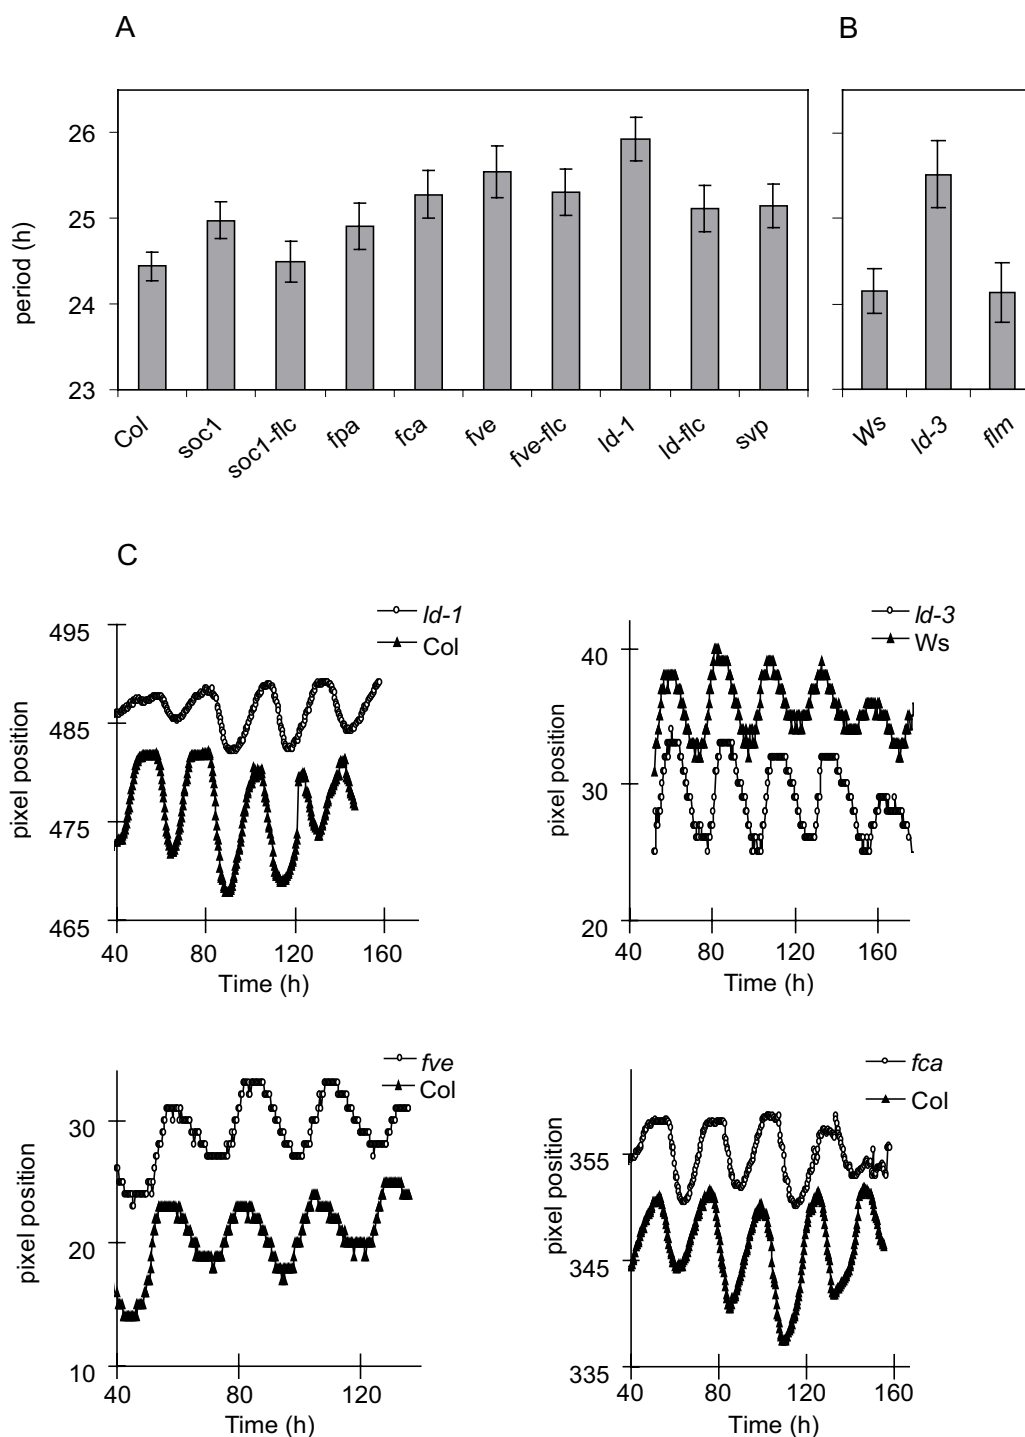 A
B
period (h)
26
25
24
23
Col
soc1
soc1-flc
fpa
fca
fve
fve-flc
ld-1
ld-flc
svp
Ws
ld-3
flm
C
ld-1
Col
pixel position
495
485
475
465
40 80 120 160
Time (h)
ld-3
Ws
pixel position
40
30
20
40 80 120 160
Time (h)
fve
Col
pixel position
30
20
10
40 80 120
Time (h)
fca
Col
pixel position
355
345
335
40 80 120 160
Time (h)